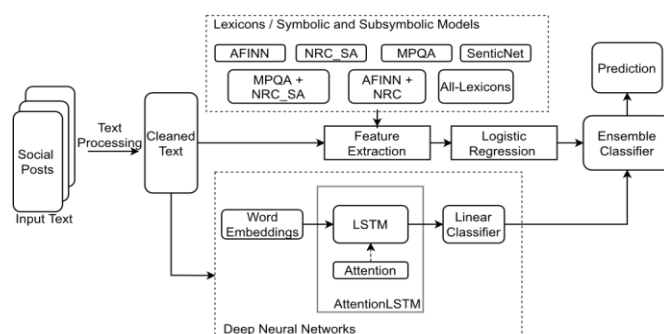 Lexicons / Symbolic and Subsymbolic Models
AFINN
NRC_SA
MPQA
SenticNet
MPQA +
NRC_SA
AFINN +
NRC
All-Lexicons
Prediction
Text
Processing
Social
Posts
Input Text
Cleaned
Text
Feature
Extraction
Logistic
Regression
Ensemble
Classifier
Word
Embeddings
LSTM
Linear
Classifier
Attention
AttentionLSTM
Deep Neural Networks